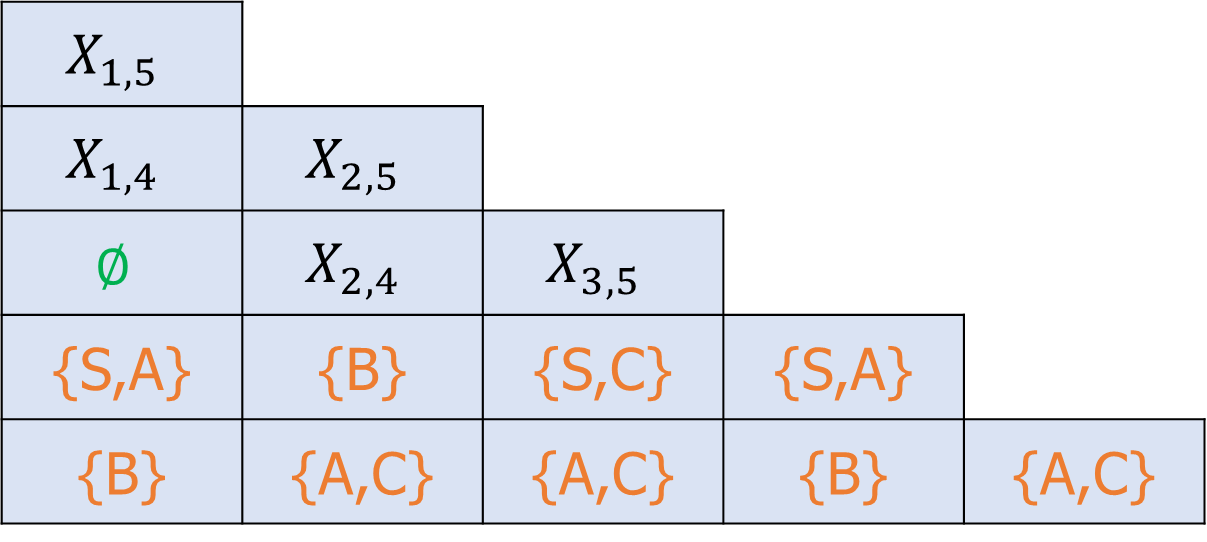 X1,5
X1,4 X2,5
∅ X2,4 X3,5
{S,A} {B} {S,C} {S,A}
{B} {A,C} {A,C} {B} {A,C}